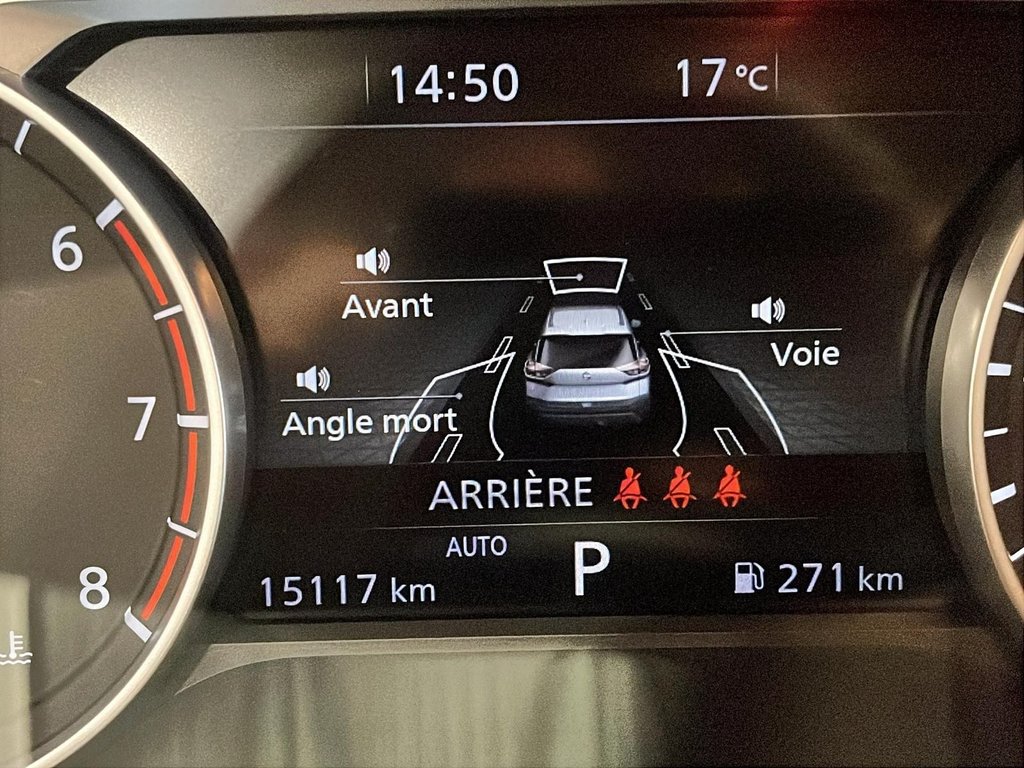 14:50 17 °C
Avant
Voie
Angle mort
ARRIÈRE
AUTO
P
15117 km
271 km
6
7
8